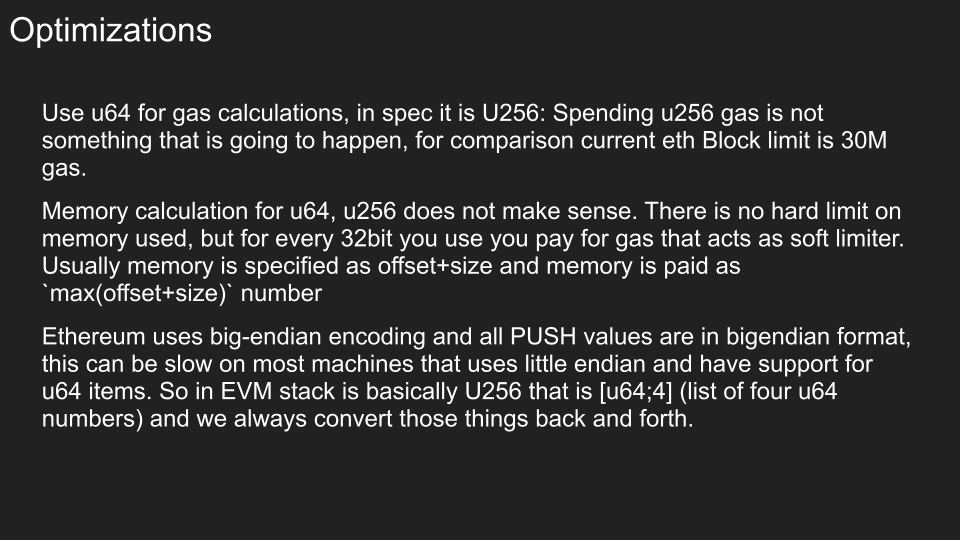 Optimizations
Use u64 for gas calculations, in spec it is U256: Spending u256 gas is not
something that is going to happen, for comparison current eth Block limit is 30M
gas.
Memory calculation for u64, u256 does not make sense. There is no hard limit on
memory used, but for every 32bit you use you pay for gas that acts as soft limiter.
Usually memory is specified as offset+size and memory is paid as
`max(offset+size)` number
Ethereum uses big-endian encoding and all PUSH values are in bigendian format,
this can be slow on most machines that uses little endian and have support for
u64 items. So in EVM stack is basically U256 that is [u64;4] (list of four u64
numbers) and we always convert those things back and forth.